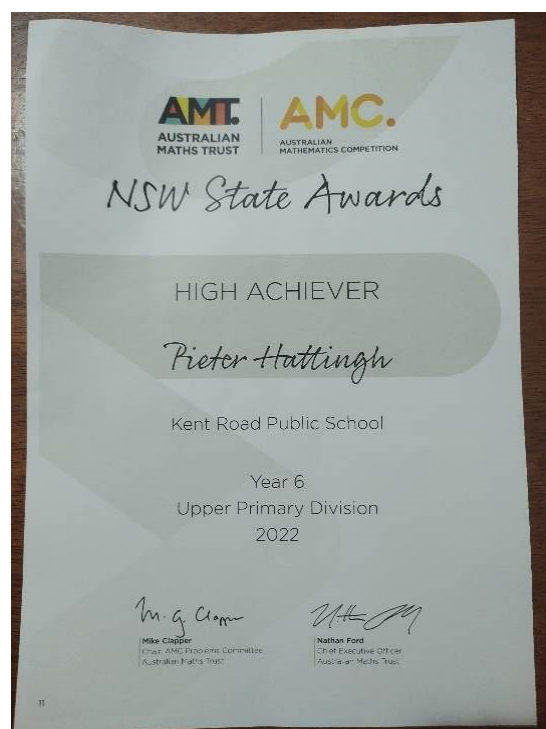 AMT.
AUSTRALIAN
MATHS TRUST
AMC.
AUSTRALIAN
MATHEMATICS COMPETITION
NSW State Awards
HIGH ACHIEVER
Pieter Hattingh
Kent Road Public School
Year 6
Upper Primary Division
2022
M. G. Clapper
Mike Clapper
Chair, AMC Problems Committee
Australian Maths Trust
Nathan Ford
Chief Executive Officer
Australian Maths Trust
11